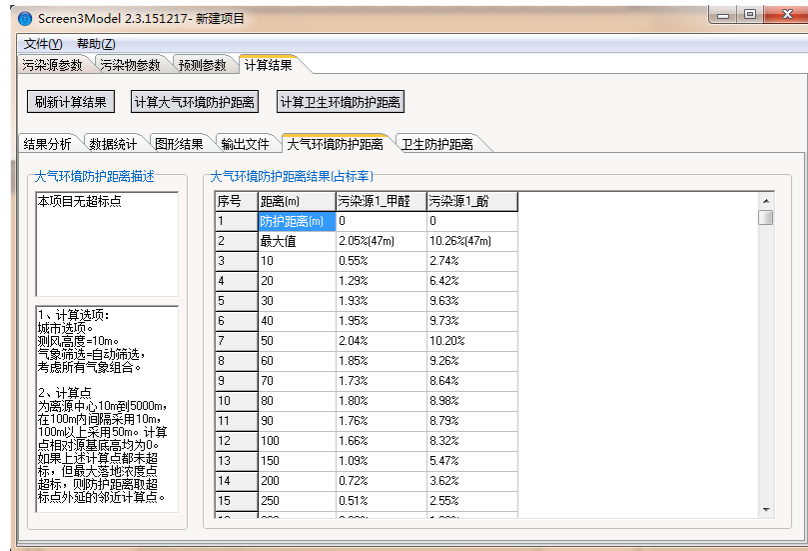 Screen3Model 2.3.151217- 新建项目
文件(Y) 帮助(Z)
污染源参数 污染物参数 预测参数 计算结果
刷新计算结果 计算大气环境防护距离 计算卫生环境防护距离
结果分析 数据统计 图形结果 输出文件 大气环境防护距离 卫生防护距离
大气环境防护距离描述
本项目无超标点
1、计算选项:
城市选项。
测风高度=10m。
气象筛选=自动筛选,
考虑所有气象组合。
2、计算点
为离源中心10m到5000m,
在100m内间隔采用10m,
100m以上采用50m。计算
点相对源基底高均为0。
如果上述计算点都未超
标,但最大落地浓度点
超标,则防护距离取超
标点外延的邻近计算点。
大气环境防护距离结果(占标率)
序号 距离(m) 污染源1_甲醛 污染源1_酚
1 防护距离(m) 0 0
2 最大值 2.05%(47m) 10.26%(47m)
3 10 0.55% 2.74%
4 20 1.29% 6.42%
5 30 1.93% 9.63%
6 40 1.95% 9.73%
7 50 2.04% 10.20%
8 60 1.85% 9.26%
9 70 1.73% 8.64%
10 80 1.80% 8.98%
11 90 1.76% 8.79%
12 100 1.66% 8.32%
13 150 1.09% 5.47%
14 200 0.72% 3.62%
15 250 0.51% 2.55%